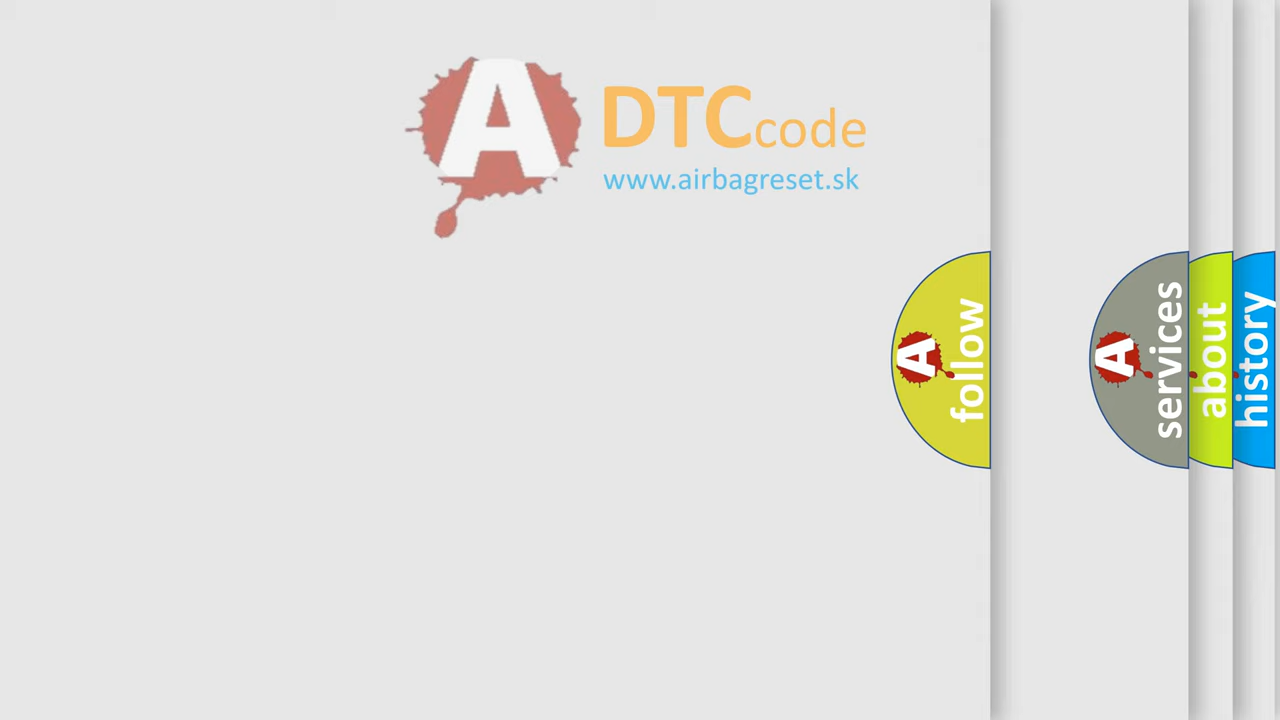 A
DTCcode
www.airbagreset.sk
A
follow
A
services
about
history